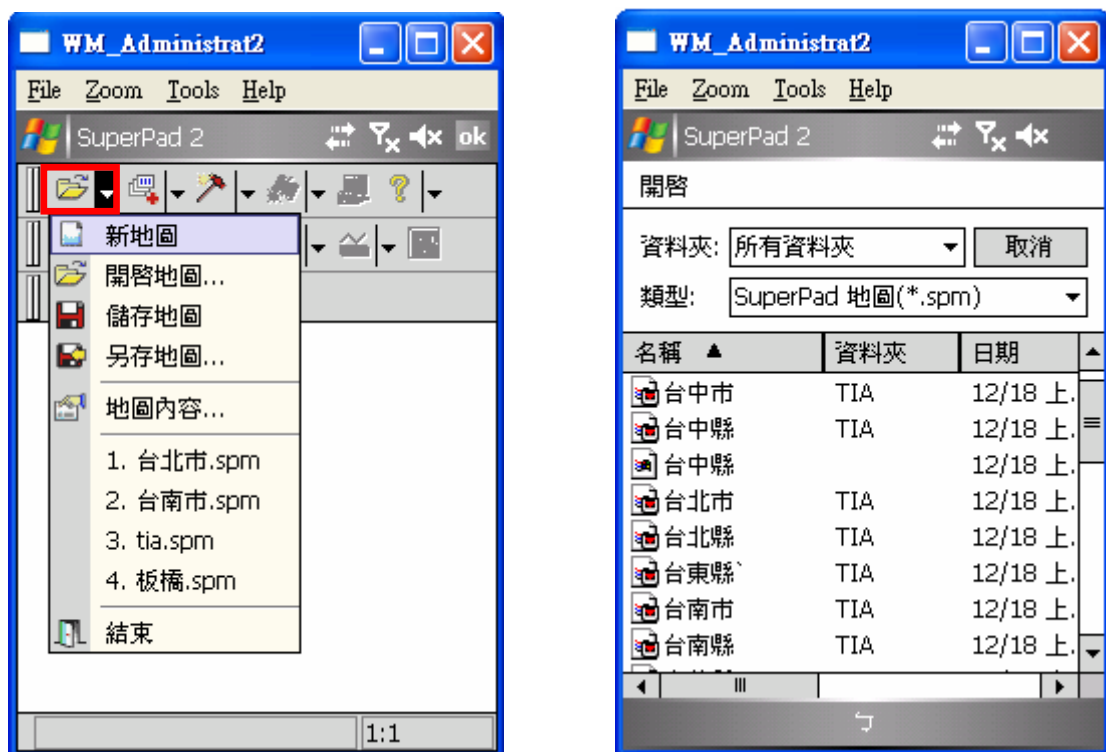 WM_Administrat2
File Zoom Tools Help
SuperPad 2 ok
新地圖
開啓地圖...
儲存地圖
另存地圖...
地圖內容...
1. 台北市.spm
2. 台南市.spm
3. tia.spm
4. 板橋.spm
結束
1:1
WM_Administrat2
File Zoom Tools Help
SuperPad 2
開啓
資料夾: 所有資料夾 取消
類型: SuperPad 地圖(*.spm)
名稱 ▲ 資料夾 日期
台中市 TIA 12/18 上.
台中縣 TIA 12/18 上.
台中縣 12/18 上.
台北市 TIA 12/18 上.
台北縣 TIA 12/18 上.
台東縣` TIA 12/18 上.
台南市 TIA 12/18 上.
台南縣 TIA 12/18 上.
ㄅ